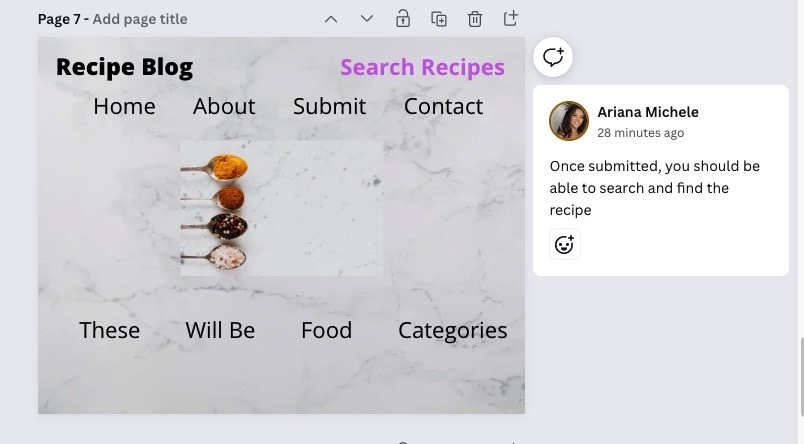 Page 7 - Add page title
Recipe Blog
Search Recipes
Home About Submit Contact
These Will Be Food Categories
Ariana Michele
28 minutes ago
Once submitted, you should be
able to search and find the
recipe